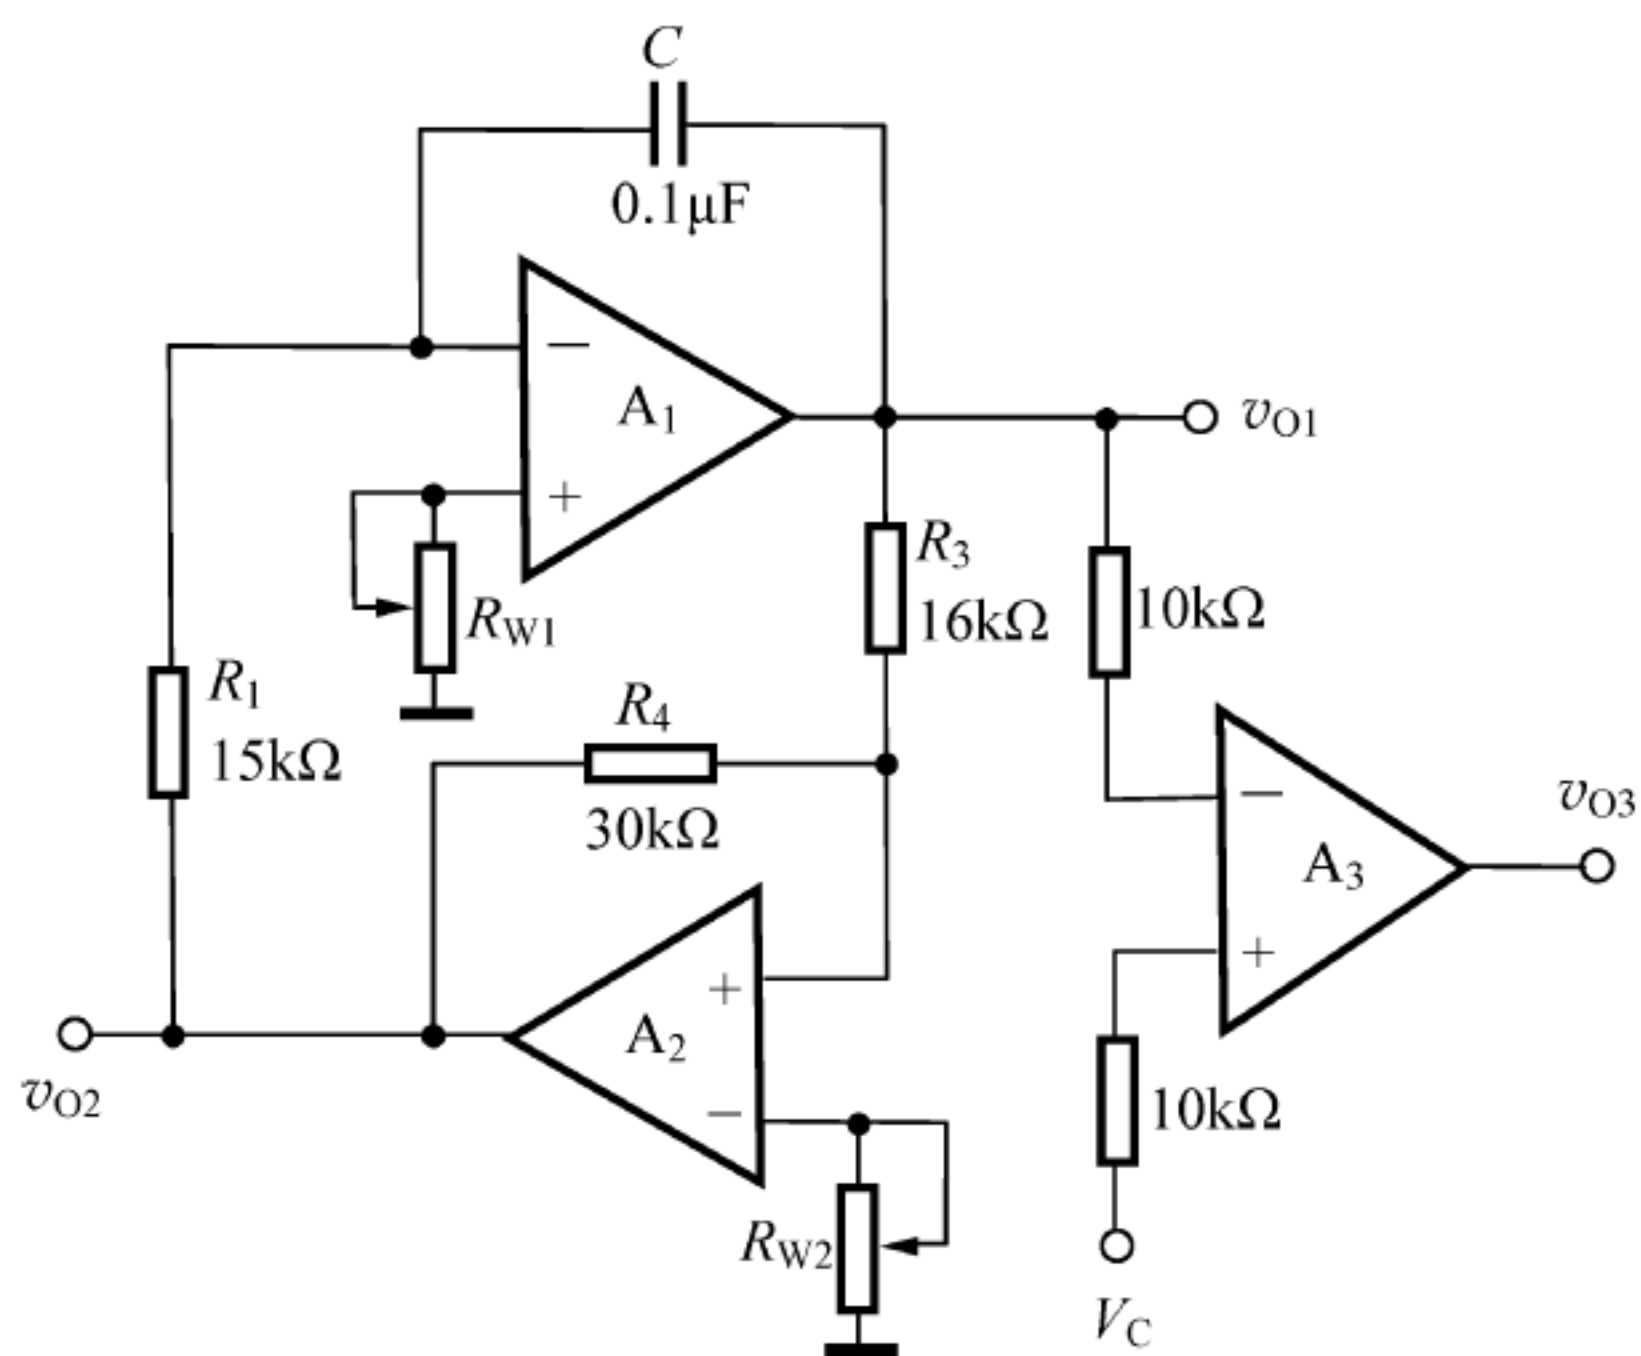 C
0.1μF
−
A1
+
vO1
RW1
R3
16kΩ
10kΩ
R1
15kΩ
R4
30kΩ
−
A3
+
vO3
+
A2
−
vO2
10kΩ
RW2
VC